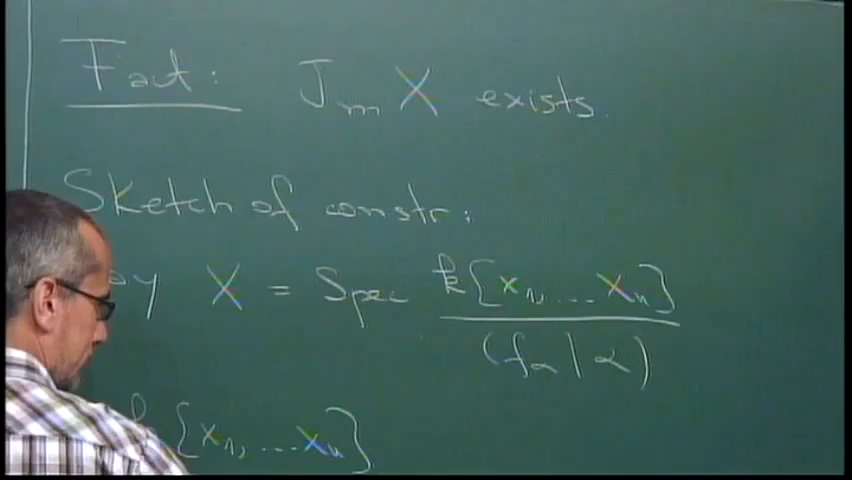 Fact: J_m X exists.
Sketch of constr:
X = Spec k[x_1, ... x_n] / (f_α | α)
k[x_1, ... x_n]